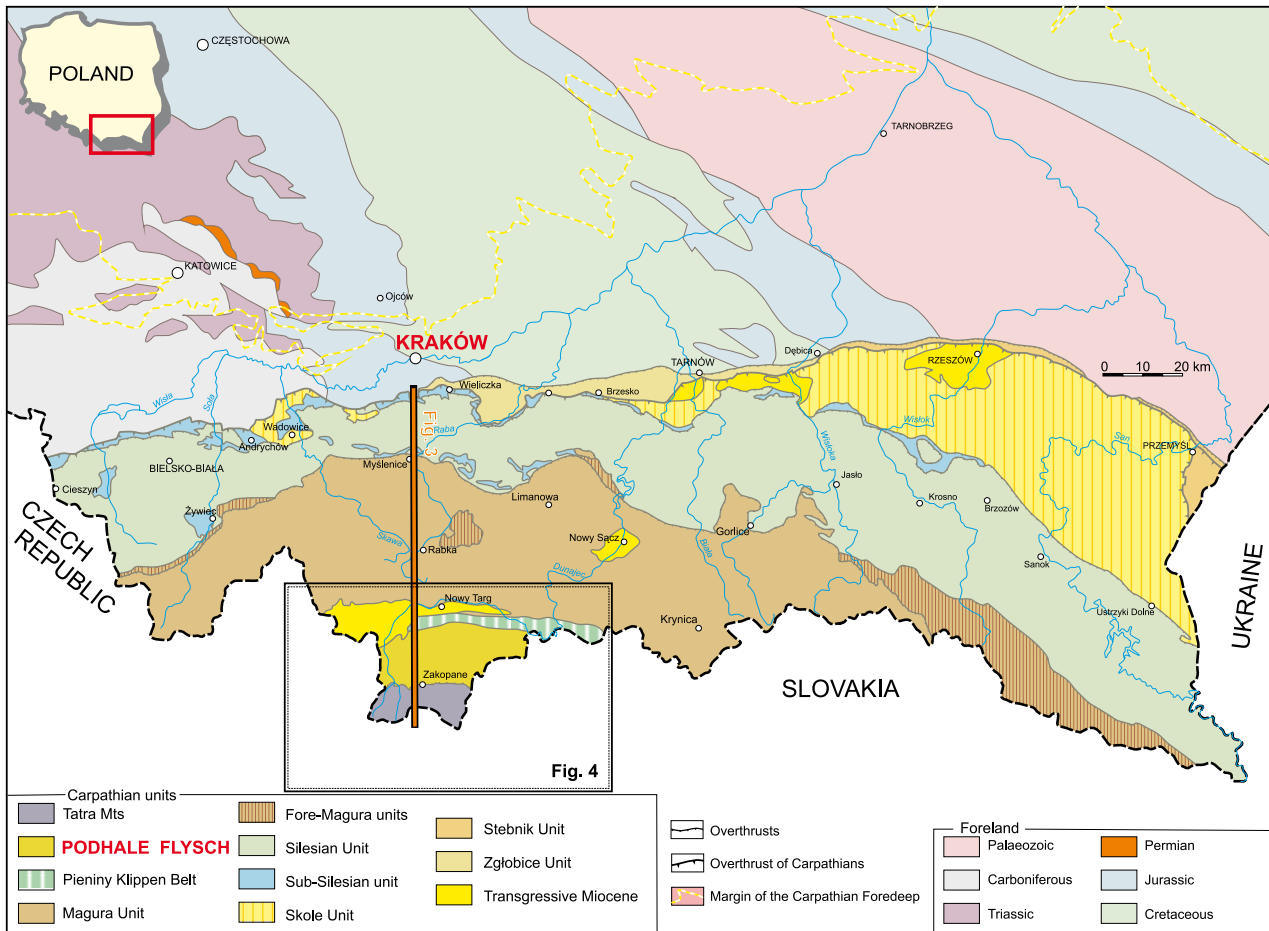 CZĘSTOCHOWA
POLAND
TARNOBRZEG
KATOWICE
Ojców
KRAKÓW
Dębica
RZESZÓW
TARNÓW
0 10 20 km
Wieliczka
Brzesko
Wisła
Soła
Fig. 3
Raba
Wisłok
Wadowice
San
Andrychów
PRZEMYŚL
Myślenice
BIELSKO-BIAŁA
Wisłoka
Jasło
Cieszyn
Limanowa
Krosno
Brzozów
Żywiec
Gorlice
CZECH
REPUBLIC
Skawa
Nowy Sącz
Rabka
Biała
Sanok
Dunajec
Nowy Targ
Ustrzyki Dolne
Krynica
UKRAINE
Zakopane
SLOVAKIA
Fig. 4
Carpathian units
Tatra Mts
PODHALE FLYSCH
Pieniny Klippen Belt
Magura Unit
Fore-Magura units
Silesian Unit
Sub-Silesian unit
Skole Unit
Stebnik Unit
Zgłobice Unit
Transgressive Miocene
Overthrusts
Overthrust of Carpathians
Margin of the Carpathian Foredeep
Foreland
Palaeozoic
Carboniferous
Triassic
Permian
Jurassic
Cretaceous